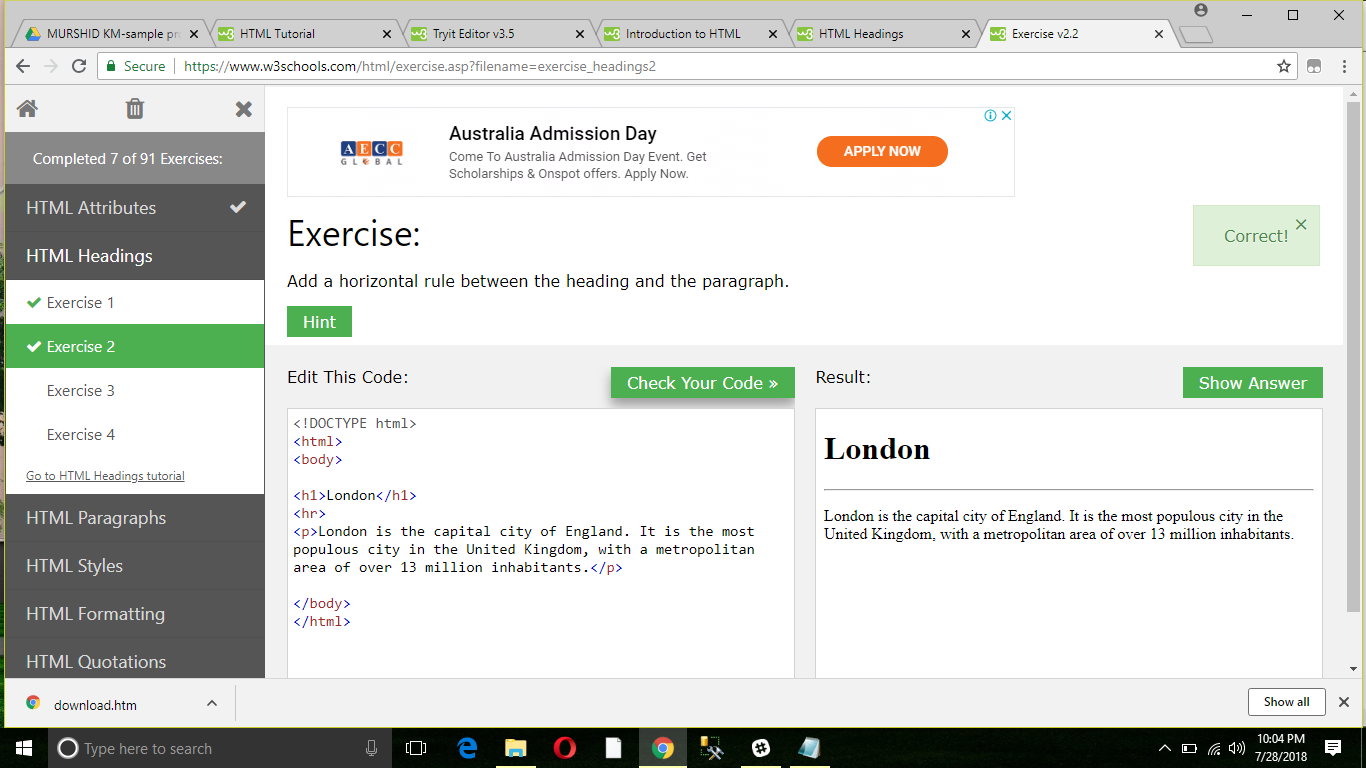 MURSHID KM-sample pr
HTML Tutorial
Tryit Editor v3.5
Introduction to HTML
HTML Headings
Exercise v2.2
Secure
https://www.w3schools.com/html/exercise.asp?filename=exercise_headings2
Completed 7 of 91 Exercises:
HTML Attributes
HTML Headings
Exercise 1
Exercise 2
Exercise 3
Exercise 4
Go to HTML Headings tutorial
HTML Paragraphs
HTML Styles
HTML Formatting
HTML Quotations
AECC
GLOBAL
Australia Admission Day
Come To Australia Admission Day Event. Get
Scholarships & Onspot offers. Apply Now.
APPLY NOW
Exercise:
Correct!
Add a horizontal rule between the heading and the paragraph.
Hint
Edit This Code:
Check Your Code »
<!DOCTYPE html>
<html>
<body>
<h1>London</h1>
<hr>
<p>London is the capital city of England. It is the most
populous city in the United Kingdom, with a metropolitan
area of over 13 million inhabitants.</p>
</body>
</html>
Result:
Show Answer
London
London is the capital city of England. It is the most populous city in the
United Kingdom, with a metropolitan area of over 13 million inhabitants.
download.htm
Show all
Type here to search
10:04 PM
7/28/2018